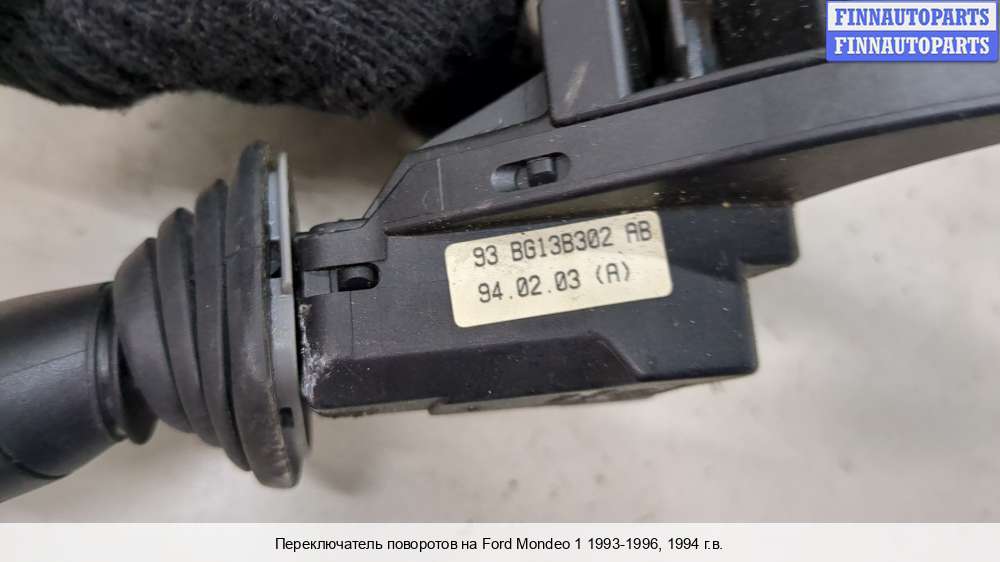 FINNAUTOPARTS
FINNAUTOPARTS
93 BG13B302 AB
94.02.03 (A)
Переключатель поворотов на Ford Mondeo 1 1993-1996, 1994 г.в.